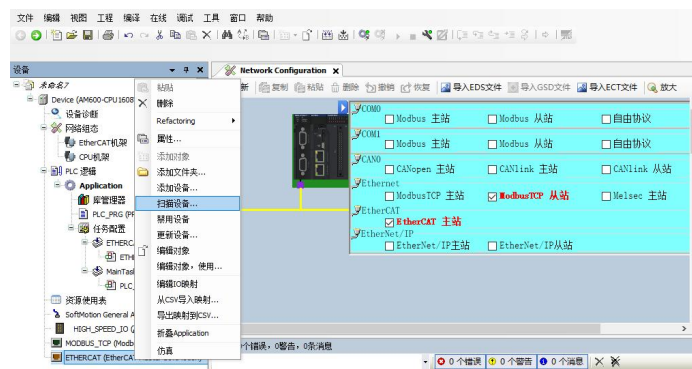 文件 编辑 视图 工程 编译 在线 调试 工具 窗口 帮助
设备
Network Configuration
未命名7
Device (AM600-CPU1608
设备诊断
网络组态
EtherCAT机架
CPU机架
PLC 逻辑
Application
库管理器
PLC_PRG (PR
任务配置
ETHERC
ETHE
MainTas
PLC_
资源使用表
SoftMotion General A
HIGH_SPEED_IO (
MODBUS_TCP (Modb
ETHERCAT (EtherCAT
粘贴
删除
Refactoring
属性...
添加对象
添加文件夹...
添加设备...
扫描设备...
禁用设备
更新设备...
编辑对象
编辑对象，使用...
编辑IO映射
从CSV导入映射...
导出映射到CSV...
折叠Application
仿真
新 复制 粘贴 删除 撤销 恢复 导入EDS文件 导入GSD文件 导入ECT文件 放大
COM0
Modbus 主站 Modbus 从站 自由协议
COM1
Modbus 主站 Modbus 从站 自由协议
CAN0
CANopen 主站 CANlink 主站 CANlink 从站
Ethernet
ModbusTCP 主站 ModbusTCP 从站 Melsec 主站
EtherCAT
EtherCAT 主站
EtherNet/IP
EtherNet/IP主站 EtherNet/IP从站
个错误，0警告，0条消息
0 个错误 0 个警告 0 个消息